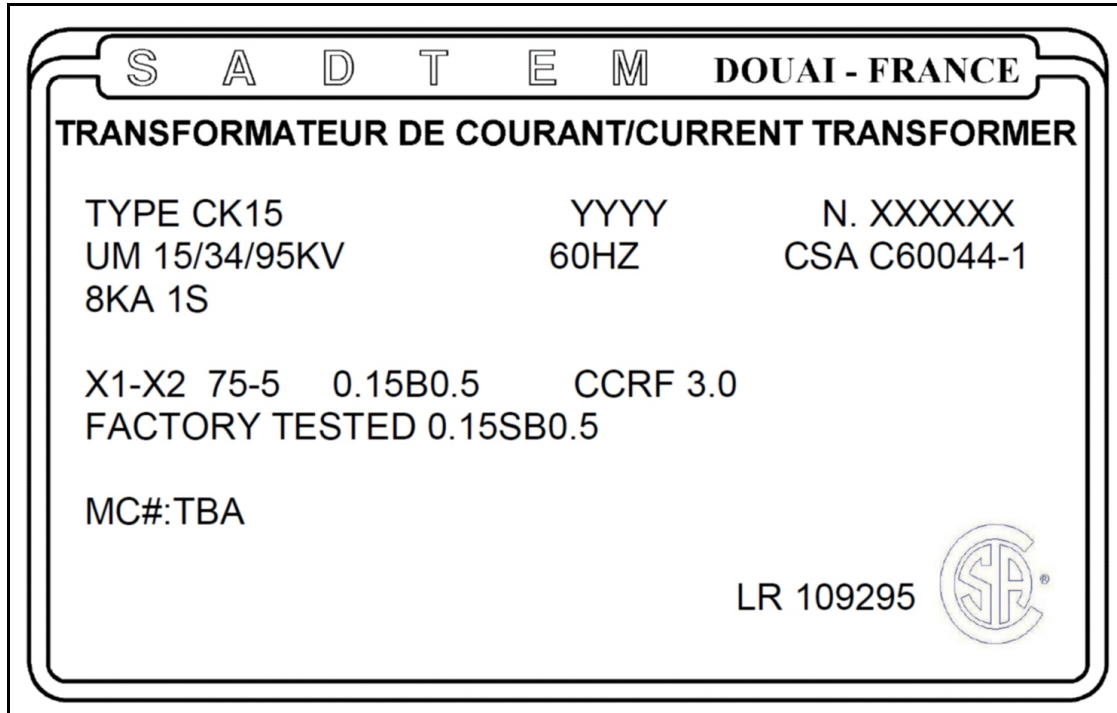 SADTEM DOUAI - FRANCE
TRANSFORMATEUR DE COURANT/CURRENT TRANSFORMER
TYPE CK15 YYYY N. XXXXXX
UM 15/34/95KV 60HZ CSA C60044-1
8KA 1S
X1-X2 75-5 0.15B0.5 CCRF 3.0
FACTORY TESTED 0.15SB0.5
MC#:TBA
LR 109295 CSA ®